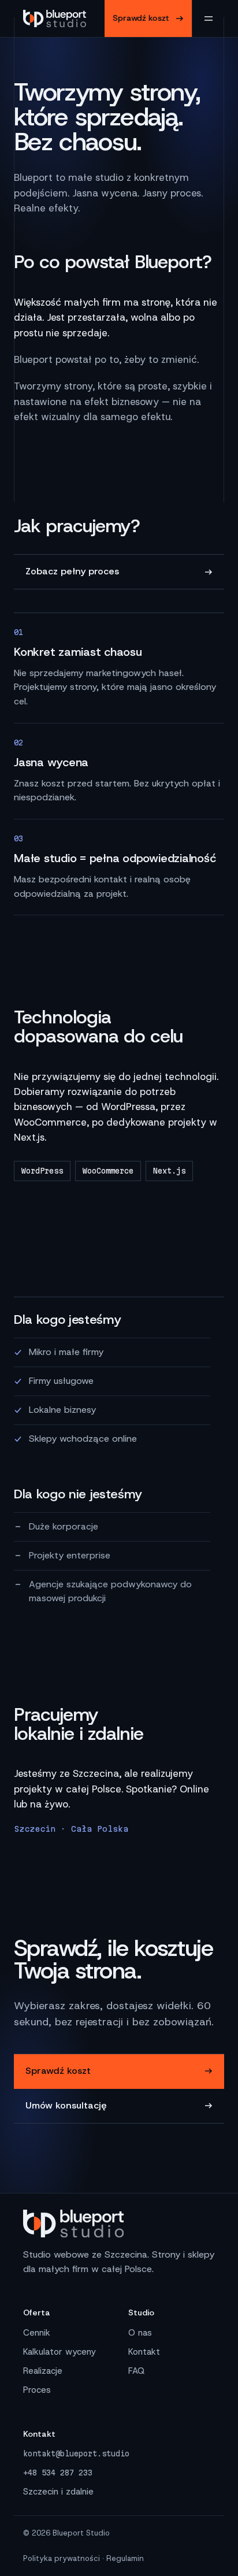 blueport
studio
Sprawdź koszt →
Tworzymy strony,
które sprzedają.
Bez chaosu.
Blueport to małe studio z konkretnym
podejściem. Jasna wycena. Jasny proces.
Realne efekty.
Po co powstał Blueport?
Większość małych firm ma stronę, która nie
działa. Jest przestarzała, wolna albo po
prostu nie sprzedaje.
Blueport powstał po to, żeby to zmienić.
Tworzymy strony, które są proste, szybkie i
nastawione na efekt biznesowy — nie na
efekt wizualny dla samego efektu.
Jak pracujemy?
Zobacz pełny proces →
01
Konkret zamiast chaosu
Nie sprzedajemy marketingowych haseł.
Projektujemy strony, które mają jasno określony
cel.
02
Jasna wycena
Znasz koszt przed startem. Bez ukrytych opłat i
niespodzianek.
03
Małe studio = pełna odpowiedzialność
Masz bezpośredni kontakt i realną osobę
odpowiedzialną za projekt.
Technologia
dopasowana do celu
Nie przywiązujemy się do jednej technologii.
Dobieramy rozwiązanie do potrzeb
biznesowych — od WordPressa, przez
WooCommerce, po dedykowane projekty w
Next.js.
WordPress WooCommerce Next.js
Dla kogo jesteśmy
✓ Mikro i małe firmy
✓ Firmy usługowe
✓ Lokalne biznesy
✓ Sklepy wchodzące online
Dla kogo nie jesteśmy
– Duże korporacje
– Projekty enterprise
– Agencje szukające podwykonawcy do
masowej produkcji
Pracujemy
lokalnie i zdalnie
Jesteśmy ze Szczecina, ale realizujemy
projekty w całej Polsce. Spotkanie? Online
lub na żywo.
Szczecin · Cała Polska
Sprawdź, ile kosztuje
Twoja strona.
Wybierasz zakres, dostajesz widełki. 60
sekund, bez rejestracji i bez zobowiązań.
Sprawdź koszt →
Umów konsultację →
blueport
studio
Studio webowe ze Szczecina. Strony i sklepy
dla małych firm w całej Polsce.
Oferta
Cennik
Kalkulator wyceny
Realizacje
Proces
Studio
O nas
Kontakt
FAQ
Kontakt
kontakt@blueport.studio
+48 534 287 233
Szczecin i zdalnie
© 2026 Blueport Studio
Polityka prywatności · Regulamin